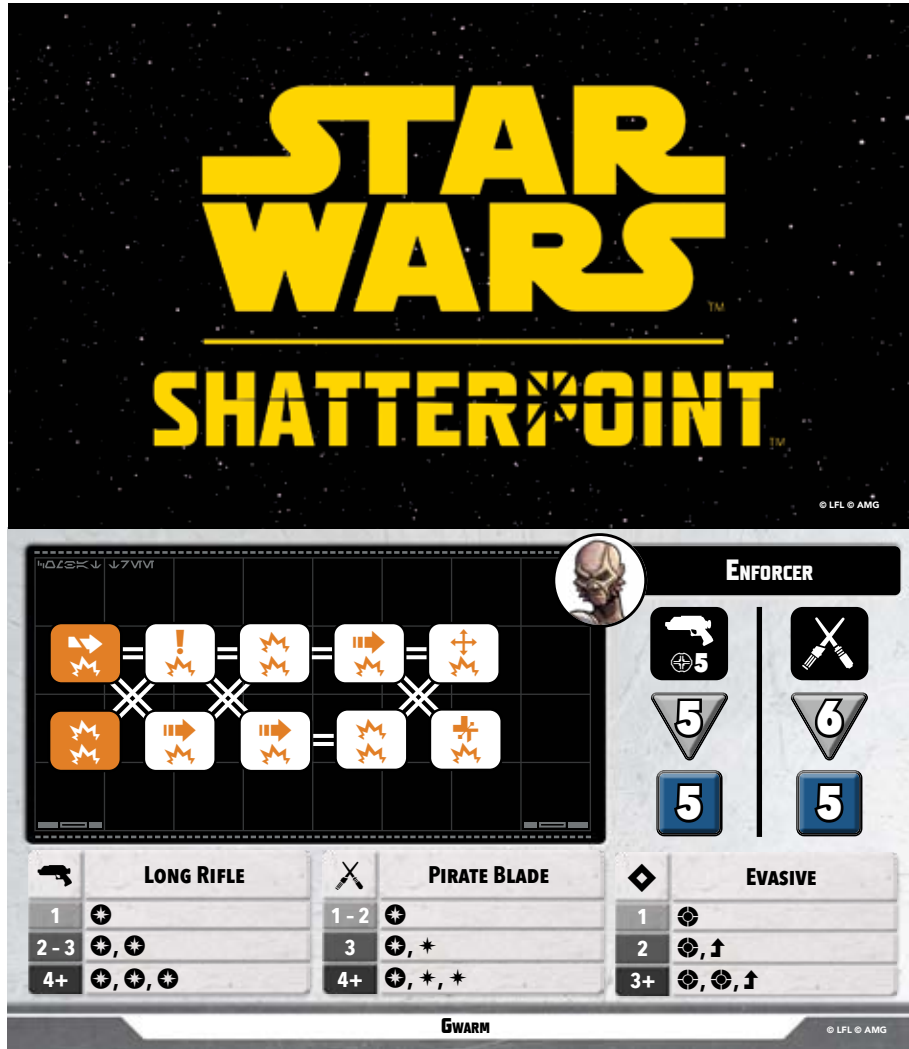 STAR
WARS
TM
SHATTERPOINT
TM
© LFL © AMG
ENFORCER
5
5 6
5 5
LONG RIFLE
1
2 - 3 , 
4+ , , 
PIRATE BLADE
1 - 2
3 , 
4+ , , 
EVASIVE
1
2 , 
3+ , , 
GWARM
© LFL © AMG